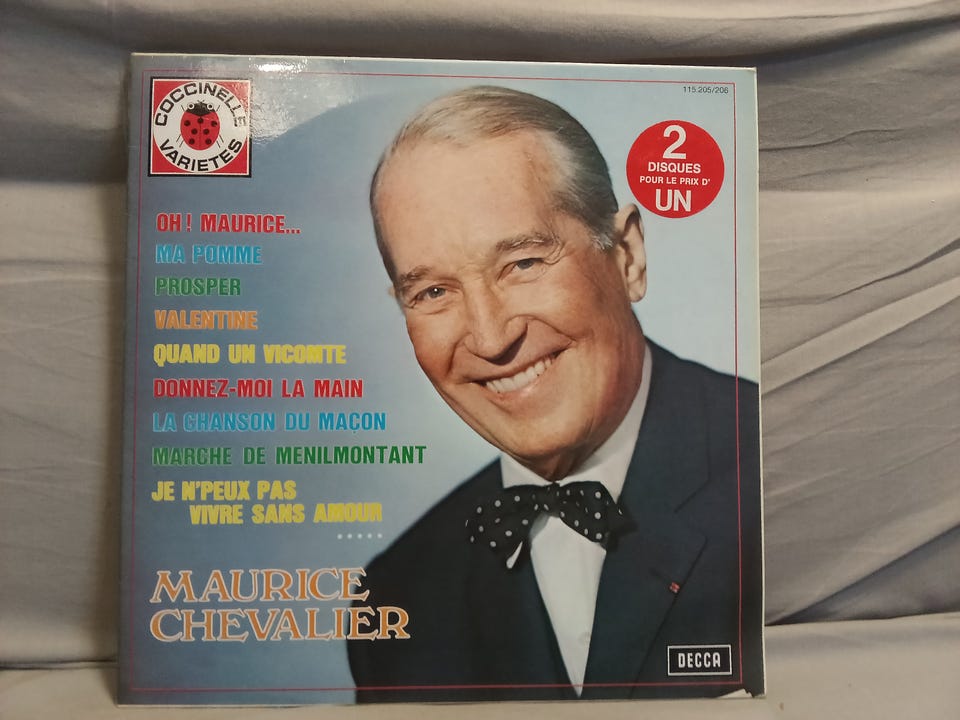 COCCINELLE
VARIETES
115.205/206
2
DISQUES
POUR LE PRIX D'
UN
OH! MAURICE...
MA POMME
PROSPER
VALENTINE
QUAND UN VICOMTE
DONNEZ-MOI LA MAIN
LA CHANSON DU MAÇON
MARCHE DE MENILMONTANT
JE N'PEUX PAS
VIVRE SANS AMOUR
.....
MAURICE
CHEVALIER
DECCA